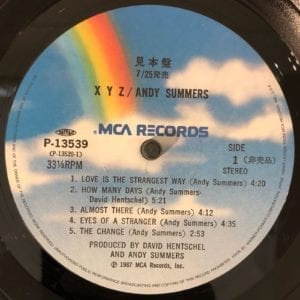 見本盤
7/25発売
X Y Z / ANDY SUMMERS
MCA RECORDS
P-13539
(CP-13539-1)
33⅓RPM
SIDE
1 (非売品)
STEREO
1. LOVE IS THE STRANGEST WAY (Andy Summers) 4:20
2. HOW MANY DAYS (Andy Summers-
David Hentschel) 5:21
3. ALMOST THERE (Andy Summers) 4:12
4. EYES OF A STRANGER (Andy Summers) 4:35
5. THE CHANGE (Andy Summers) 2:53
PRODUCED BY DAVID HENTSCHEL
AND ANDY SUMMERS
℗ 1987 MCA Records, Inc.